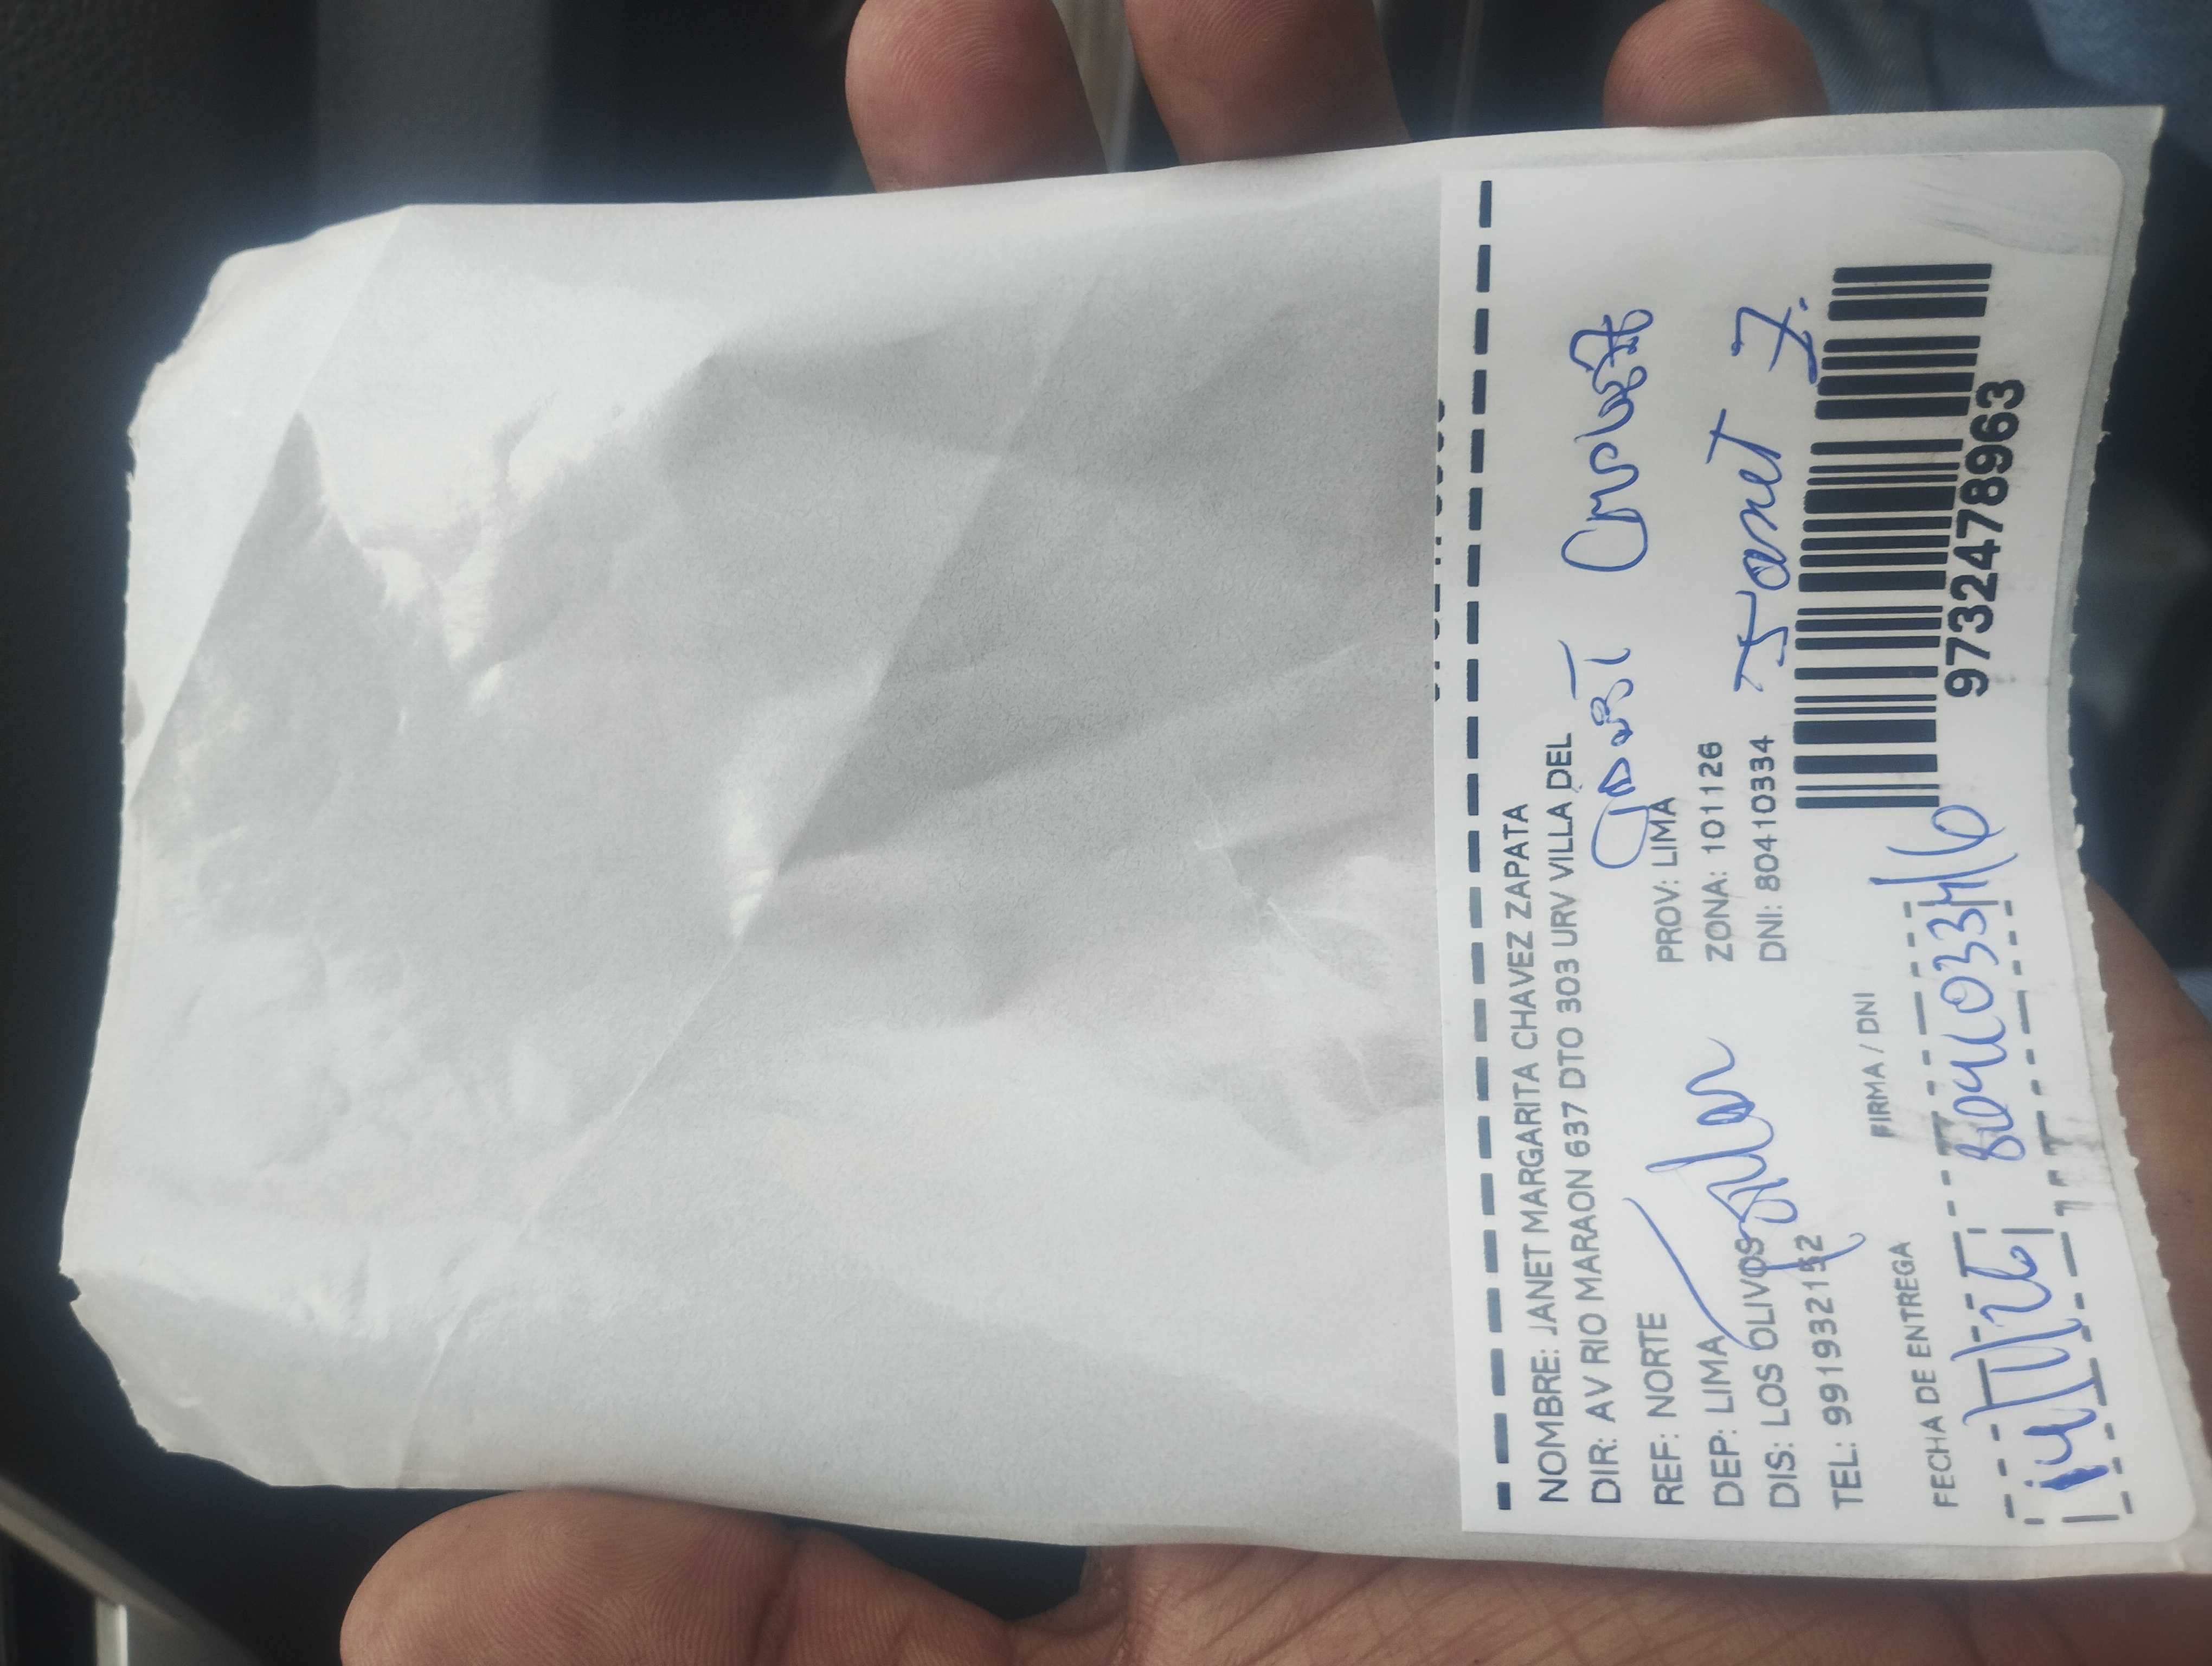 NOMBRE: JANET MARGARITA CHAVEZ ZAPATA
DIR: AV RIO MARAON 637 DTO 303 URV VILLA DEL
REF: NORTE
DEP: LIMA PROV: LIMA
DIS: LOS OLIVOS ZONA: 101126
TEL: 991932152 DNI: 80410334
Janet Z.
FECHA DE ENTREGA FIRMA / DNI
80410334
9732478963